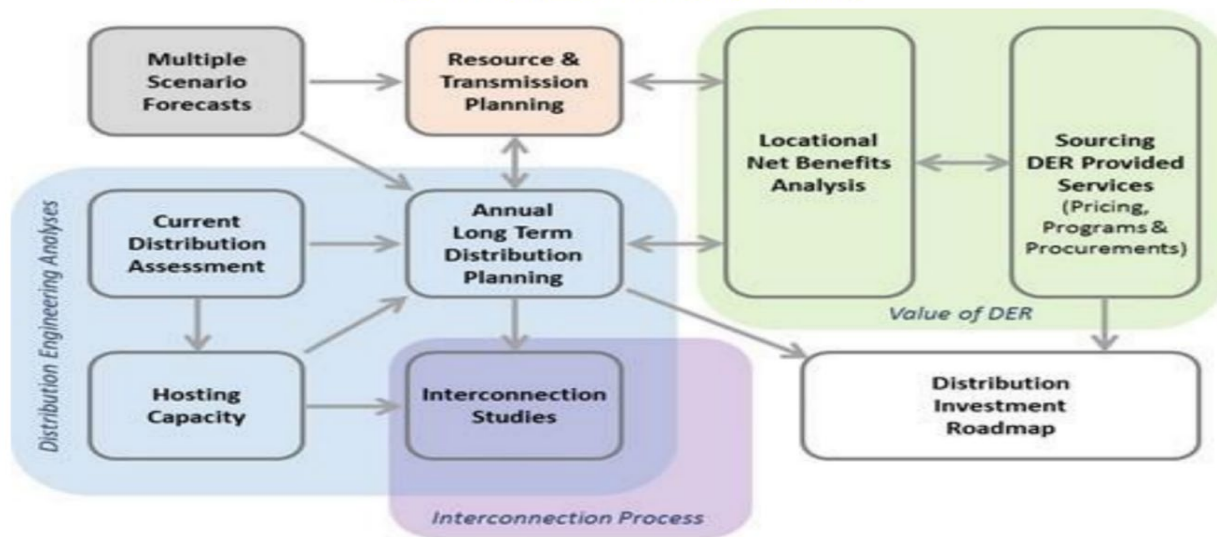 Multiple
Scenario
Forecasts
Resource &
Transmission
Planning
Locational
Net Benefits
Analysis
Sourcing
DER Provided
Services
(Pricing,
Programs &
Procurements)
Value of DER
Distribution Engineering Analyses
Current
Distribution
Assessment
Annual
Long Term
Distribution
Planning
Hosting
Capacity
Interconnection
Studies
Interconnection Process
Distribution
Investment
Roadmap